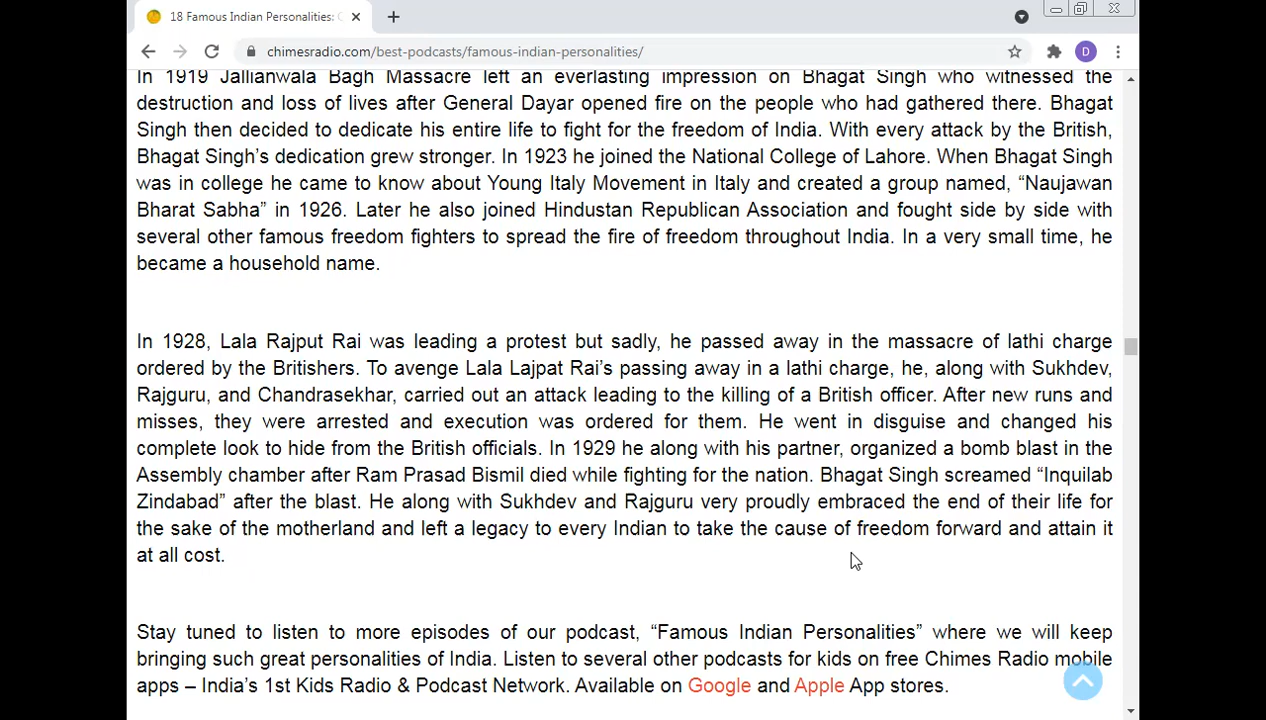 18 Famous Indian Personalities:
chimesradio.com/best-podcasts/famous-indian-personalities/
D
In 1919 Jallianwala Bagh Massacre left an everlasting impression on Bhagat Singh who witnessed the
destruction and loss of lives after General Dayar opened fire on the people who had gathered there. Bhagat
Singh then decided to dedicate his entire life to fight for the freedom of India. With every attack by the British,
Bhagat Singh’s dedication grew stronger. In 1923 he joined the National College of Lahore. When Bhagat Singh
was in college he came to know about Young Italy Movement in Italy and created a group named, “Naujawan
Bharat Sabha” in 1926. Later he also joined Hindustan Republican Association and fought side by side with
several other famous freedom fighters to spread the fire of freedom throughout India. In a very small time, he
became a household name.
In 1928, Lala Rajput Rai was leading a protest but sadly, he passed away in the massacre of lathi charge
ordered by the Britishers. To avenge Lala Lajpat Rai’s passing away in a lathi charge, he, along with Sukhdev,
Rajguru, and Chandrasekhar, carried out an attack leading to the killing of a British officer. After new runs and
misses, they were arrested and execution was ordered for them. He went in disguise and changed his
complete look to hide from the British officials. In 1929 he along with his partner, organized a bomb blast in the
Assembly chamber after Ram Prasad Bismil died while fighting for the nation. Bhagat Singh screamed “Inquilab
Zindabad” after the blast. He along with Sukhdev and Rajguru very proudly embraced the end of their life for
the sake of the motherland and left a legacy to every Indian to take the cause of freedom forward and attain it
at all cost.
Stay tuned to listen to more episodes of our podcast, “Famous Indian Personalities” where we will keep
bringing such great personalities of India. Listen to several other podcasts for kids on free Chimes Radio mobile
apps – India’s 1st Kids Radio & Podcast Network. Available on Google and Apple App stores.